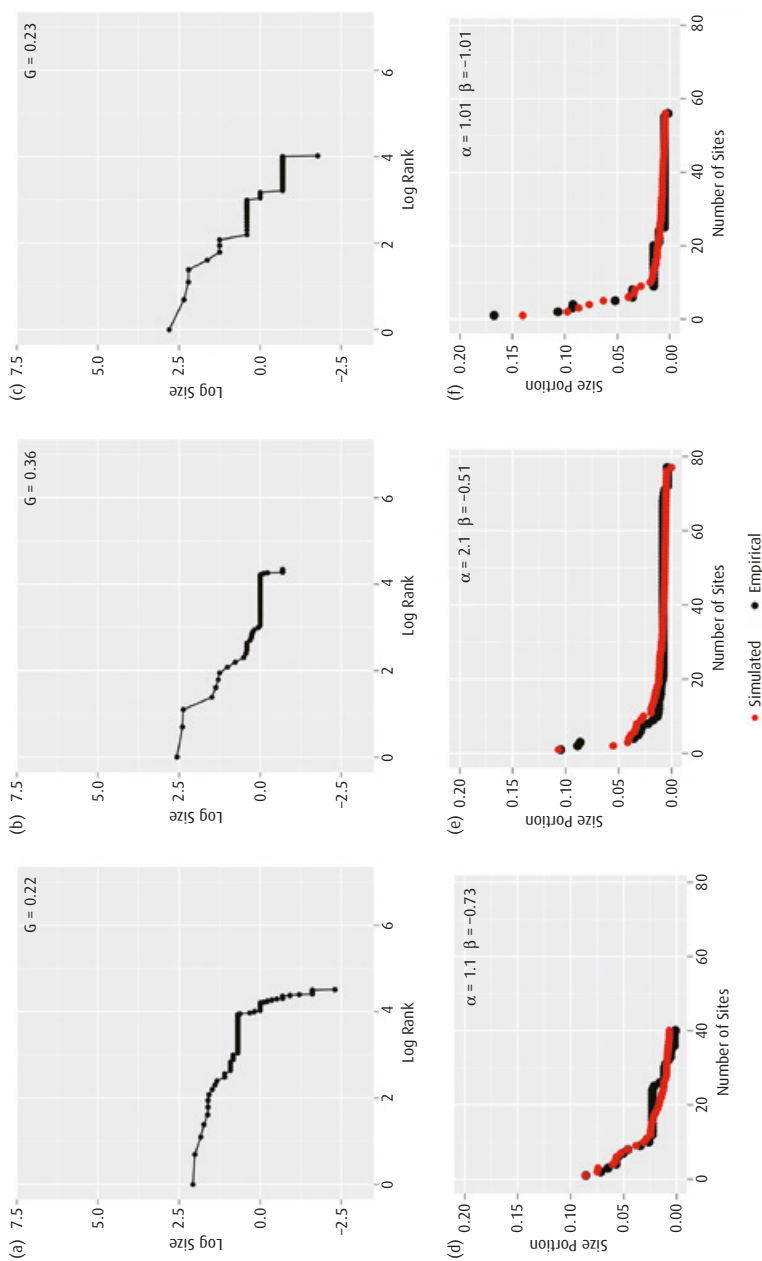 (a)
G = 0.22
7.5
5.0
2.5
0.0
−2.5
Log Size
0
2
4
6
Log Rank
(b)
G = 0.36
7.5
5.0
2.5
0.0
−2.5
Log Size
0
2
4
6
Log Rank
(c)
G = 0.23
7.5
5.0
2.5
0.0
−2.5
Log Size
0
2
4
6
Log Rank
(d)
α = 1.1 β = −0.73
0.20
0.15
0.10
0.05
0.00
Size Portion
0
20
40
60
80
Number of Sites
(e)
α = 2.1 β = −0.51
0.20
0.15
0.10
0.05
0.00
Size Portion
0
20
40
60
80
Number of Sites
(f)
α = 1.01 β = −1.01
0.20
0.15
0.10
0.05
0.00
Size Portion
0
20
40
60
80
Number of Sites
Simulated Empirical